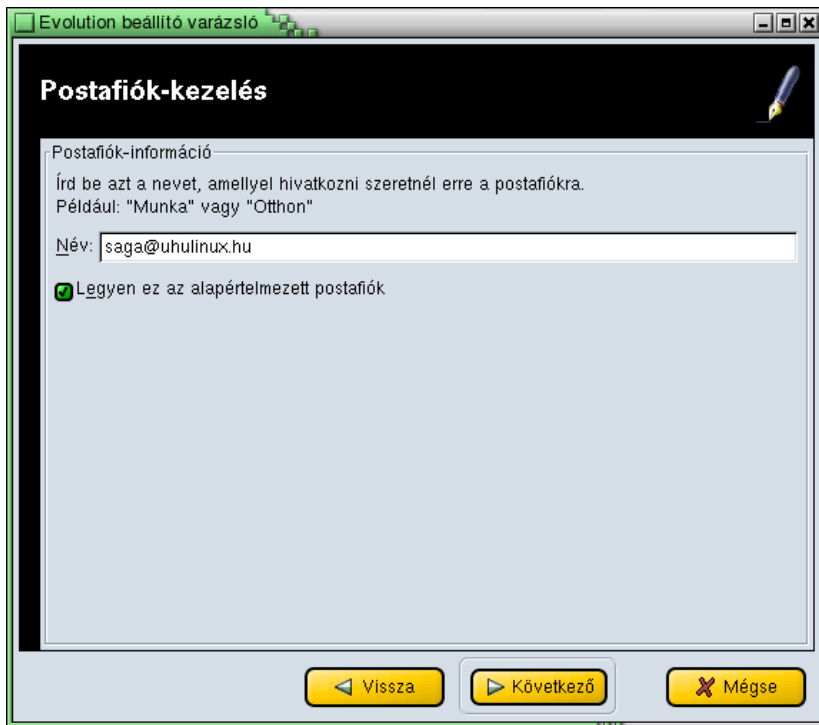 Evolution beállító varázsló
Postafiók-kezelés
Postafiók-információ
Írd be azt a nevet, amellyel hivatkozni szeretnél erre a postafiókra.
Például: "Munka" vagy "Otthon"
Név: saga@uhulinux.hu
Legyen ez az alapértelmezett postafiók
Vissza Következő Mégse